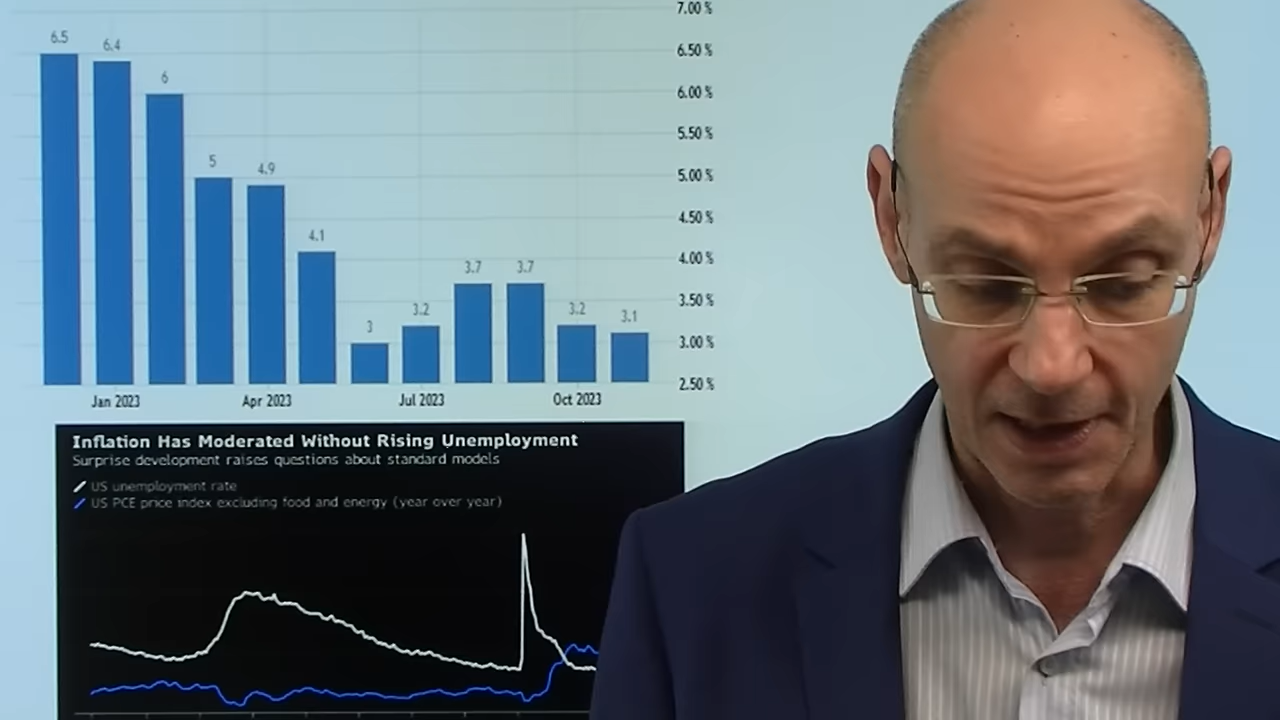 7.00 %
6.5
6.4
6.50 %
6
6.00 %
5.50 %
5
4.9
5.00 %
4.50 %
4.1
4.00 %
3.7
3.7
3.50 %
3.2
3.2
3.1
3
3.00 %
2.50 %
Jan 2023
Apr 2023
Jul 2023
Oct 2023
Inflation Has Moderated Without Rising Unemployment
Surprise development raises questions about standard models
US unemployment rate
US PCE price index excluding food and energy (year over year)